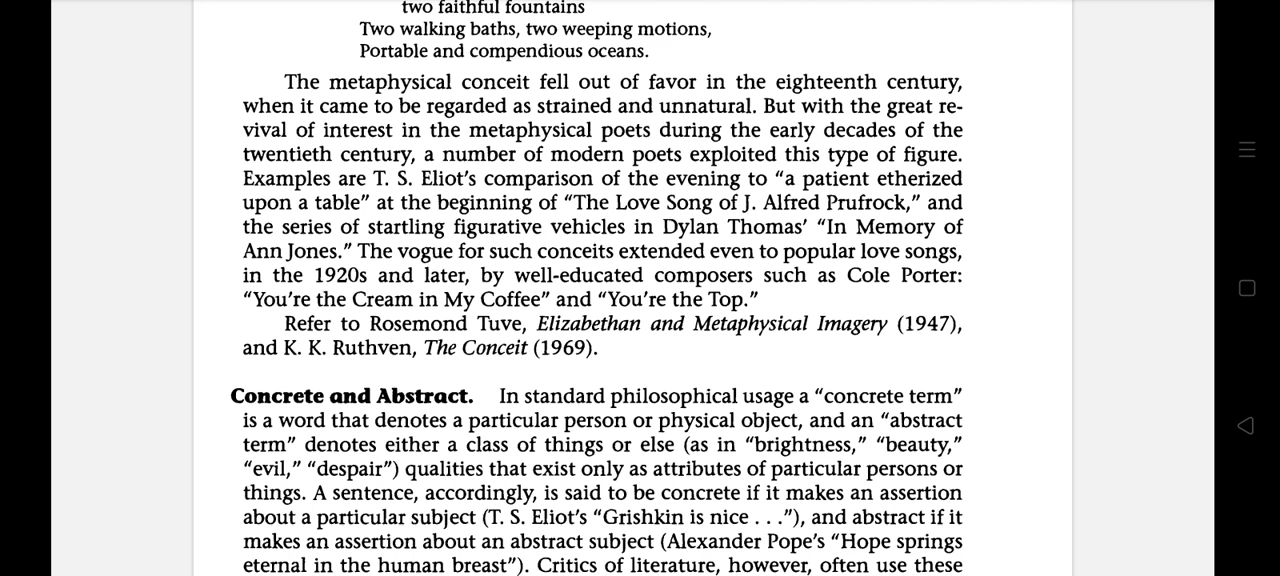 two faithful fountains
Two walking baths, two weeping motions,
Portable and compendious oceans.
The metaphysical conceit fell out of favor in the eighteenth century,
when it came to be regarded as strained and unnatural. But with the great re-
vival of interest in the metaphysical poets during the early decades of the
twentieth century, a number of modern poets exploited this type of figure.
Examples are T. S. Eliot's comparison of the evening to “a patient etherized
upon a table” at the beginning of “The Love Song of J. Alfred Prufrock,” and
the series of startling figurative vehicles in Dylan Thomas’ “In Memory of
Ann Jones.” The vogue for such conceits extended even to popular love songs,
in the 1920s and later, by well-educated composers such as Cole Porter:
“You’re the Cream in My Coffee” and “You’re the Top.”
Refer to Rosemond Tuve, Elizabethan and Metaphysical Imagery (1947),
and K. K. Ruthven, The Conceit (1969).
Concrete and Abstract. In standard philosophical usage a “concrete term”
is a word that denotes a particular person or physical object, and an “abstract
term” denotes either a class of things or else (as in “brightness,” “beauty,”
“evil,” “despair”) qualities that exist only as attributes of particular persons or
things. A sentence, accordingly, is said to be concrete if it makes an assertion
about a particular subject (T. S. Eliot’s “Grishkin is nice . . .”), and abstract if it
makes an assertion about an abstract subject (Alexander Pope’s “Hope springs
eternal in the human breast”). Critics of literature, however, often use these